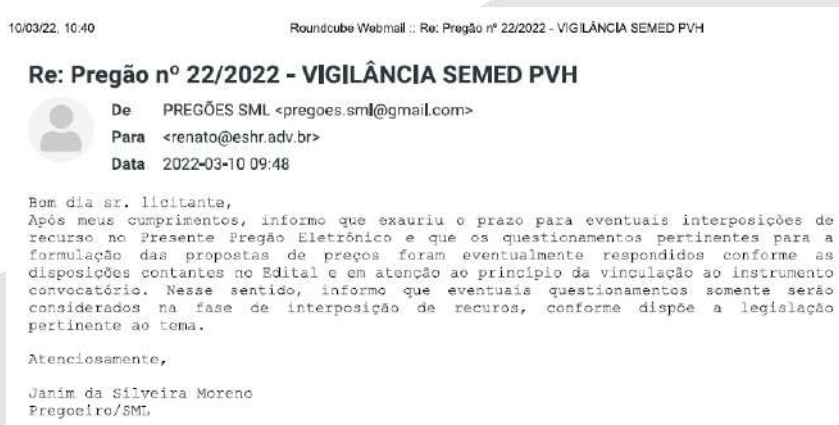 10/03/22, 10:40 Roundcube Webmail :: Re: Pregão nº 22/2022 - VIGILÂNCIA SEMED PVH
Re: Pregão nº 22/2022 - VIGILÂNCIA SEMED PVH
De PREGÕES SML <pregoes.sml@gmail.com>
Para <renato@eshr.adv.br>
Data 2022-03-10 09:48
Bom dia sr. licitante,
Após meus cumprimentos, informo que exauriu o prazo para eventuais interposições de
recurso no Presente Pregão Eletrônico e que os questionamentos pertinentes para a
formulação das propostas de preços foram eventualmente respondidos conforme as
disposições contantes no Edital e em atenção ao princípio da vinculação ao instrumento
convocatório. Nesse sentido, informo que eventuais questionamentos somente serão
considerados na fase de interposição de recuros, conforme dispõe a legislação
pertinente ao tema.
Atenciosamente,
Janim da Silveira Moreno
Pregoeiro/SML